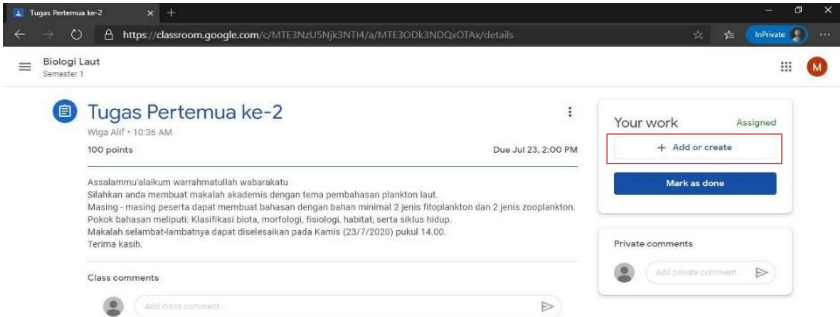 Tugas Pertemua ke-2
https://classroom.google.com/c/MTE3NzU5Njk3NTI4/a/MTE3ODk3NDQxOTAx/details
InPrivate
Biologi Laut
Semester 1
M
Tugas Pertemua ke-2
Wiga Alif • 10:36 AM
100 points
Due Jul 23, 2:00 PM
Assalammu'alaikum warrahmatullah wabarakatu
Silahkan anda membuat makalah akademis dengan tema pembahasan plankton laut.
Masing - masing peserta dapat membuat bahasan dengan bahan minimal 2 jenis fitoplankton dan 2 jenis zooplankton.
Pokok bahasan meliputi: Klasifikasi biota, morfologi, fisiologi, habitat, serta siklus hidup.
Makalah selambat-lambatnya dapat diselesaikan pada Kamis (23/7/2020) pukul 14.00.
Terima kasih.
Class comments
Add class comment...
Your work
Assigned
+ Add or create
Mark as done
Private comments
Add private comment...